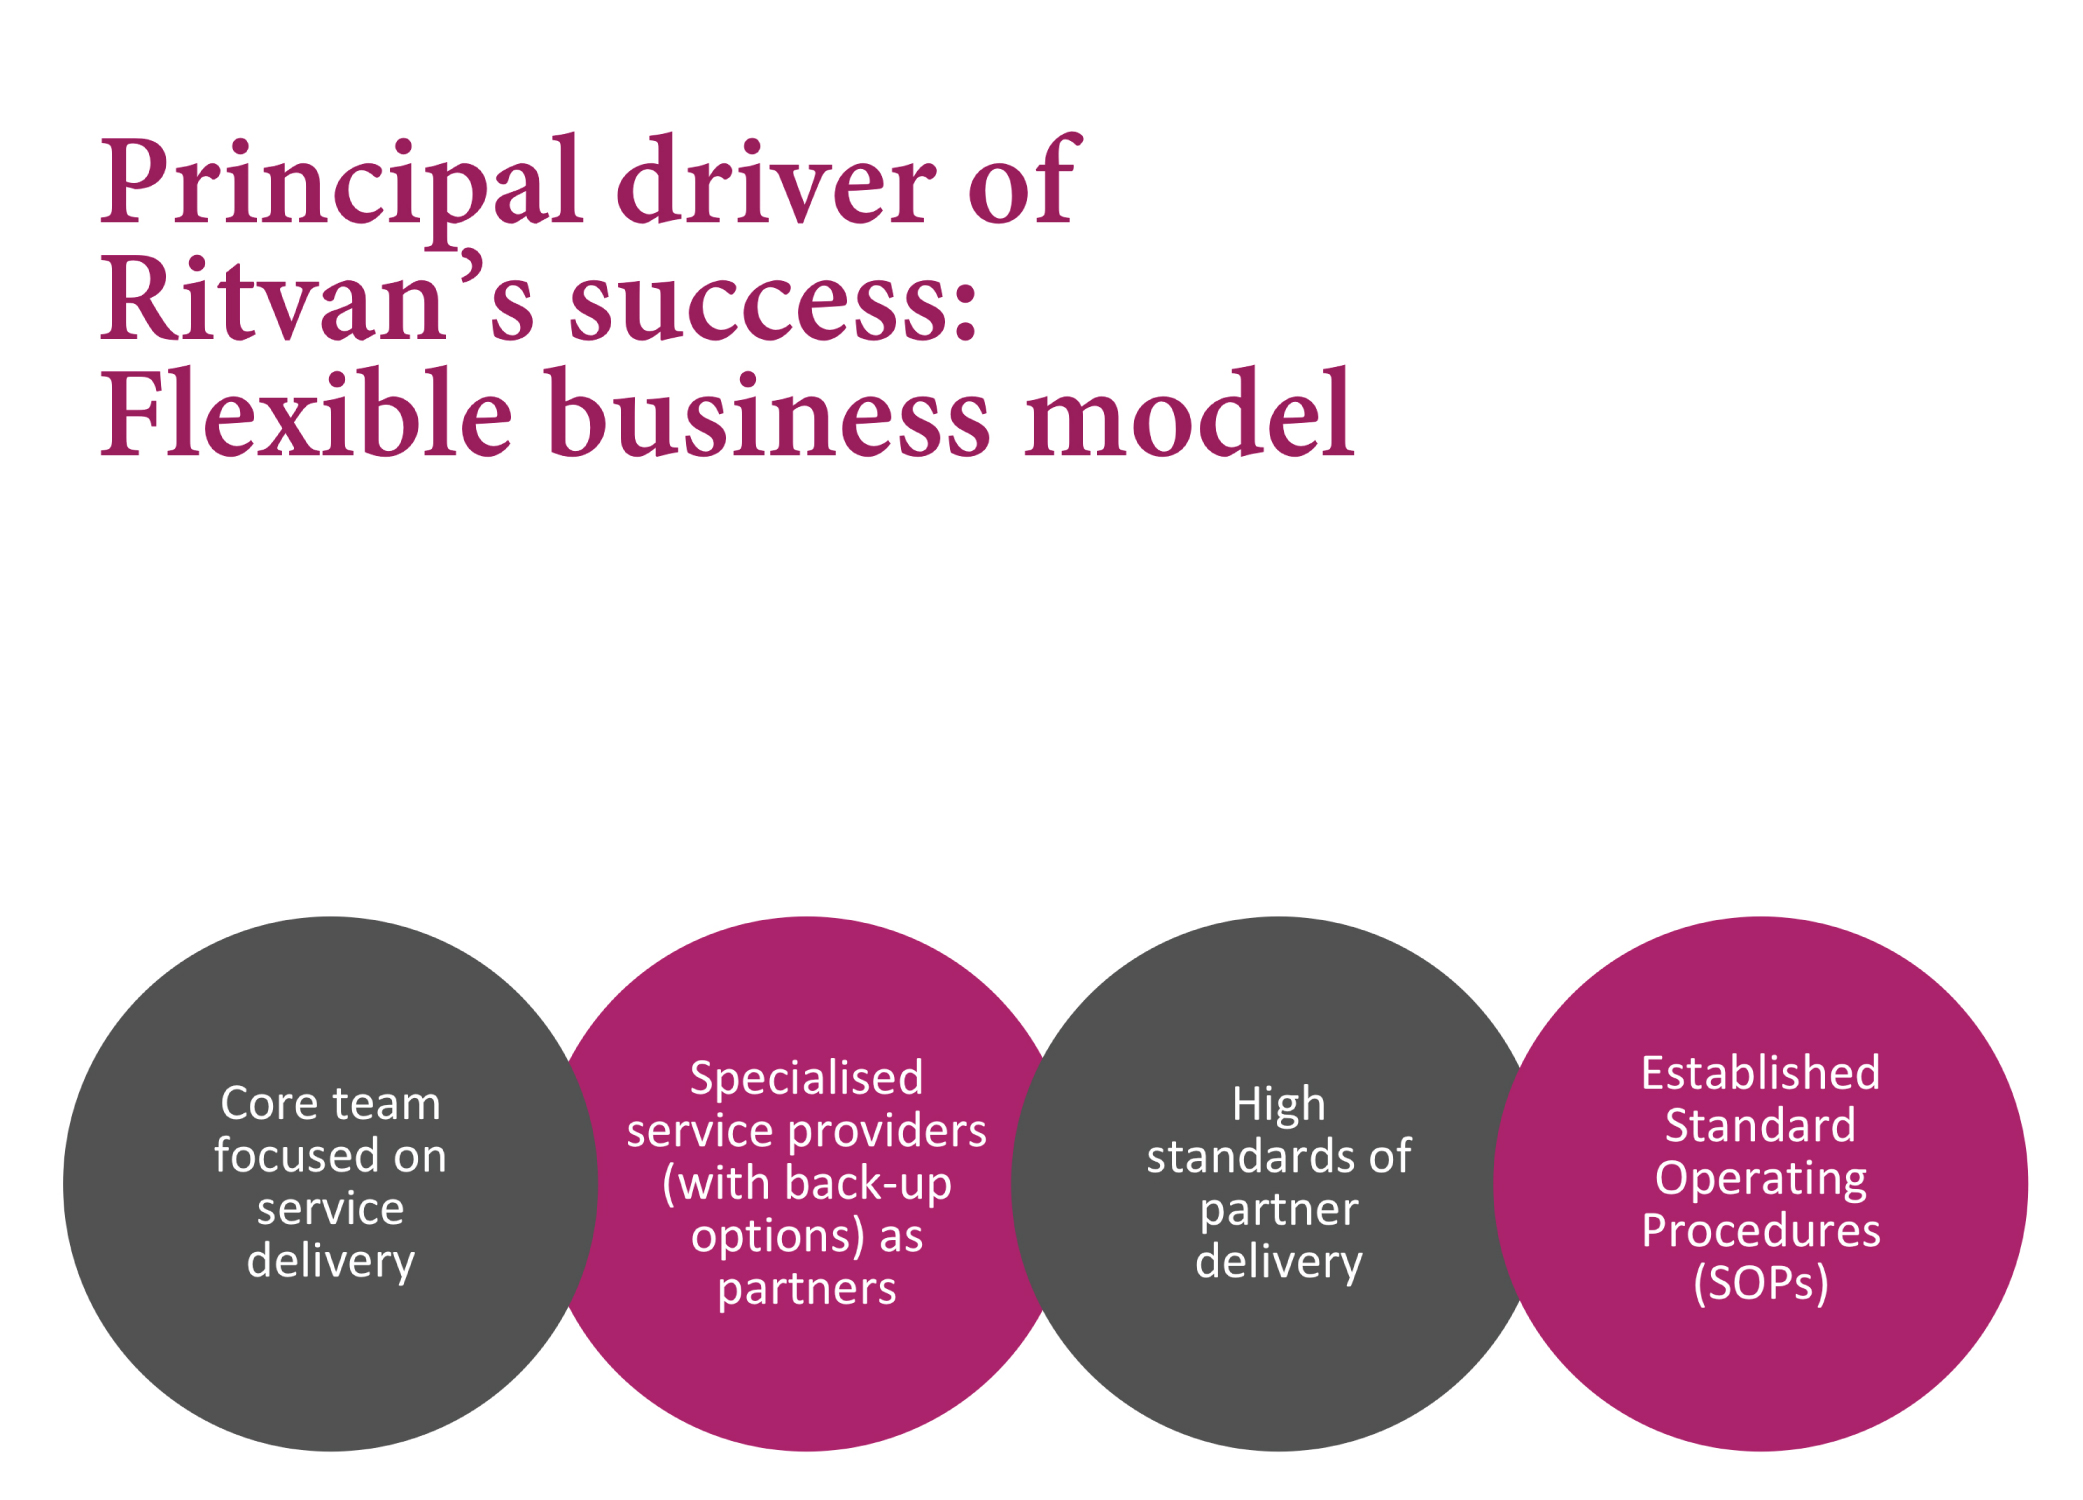 Principal driver of
Ritvan’s success:
Flexible business model
Core team
focused on
service
delivery
Specialised
service providers
(with back-up
options) as
partners
High
standards of
partner
delivery
Established
Standard
Operating
Procedures
(SOPs)